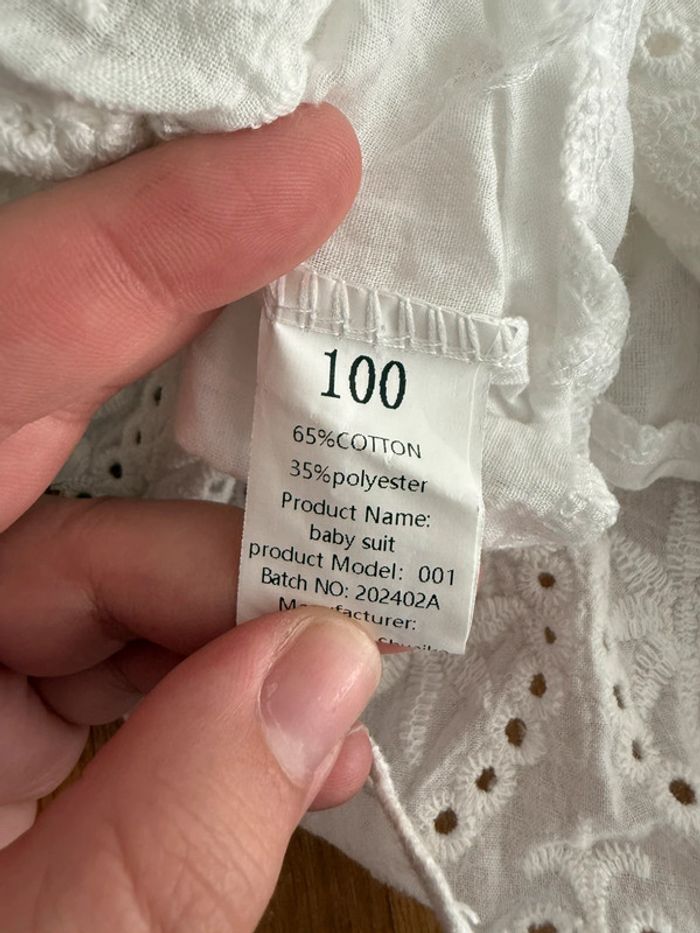 100
65%COTTON
35%polyester
Product Name:
baby suit
product Model: 001
Batch NO: 202402A